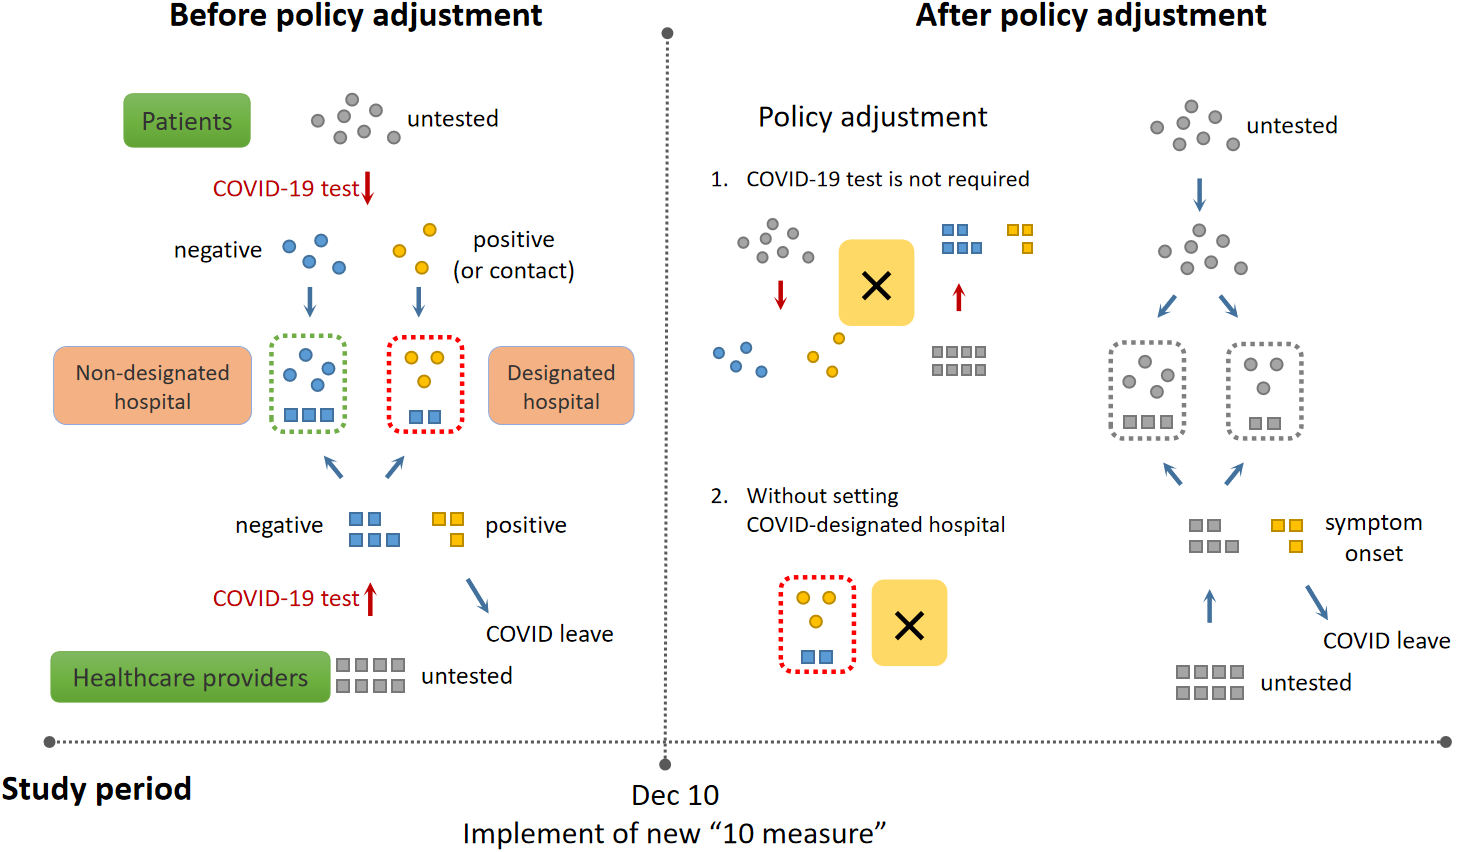 Before policy adjustment
After policy adjustment
Patients
untested
COVID-19 test
negative
positive
(or contact)
Non-designated
hospital
Designated
hospital
negative
positive
COVID-19 test
COVID leave
Healthcare providers
untested
Policy adjustment
1. COVID-19 test is not required
2. Without setting
COVID-designated hospital
untested
symptom
onset
COVID leave
untested
Study period
Dec 10
Implement of new “10 measure”